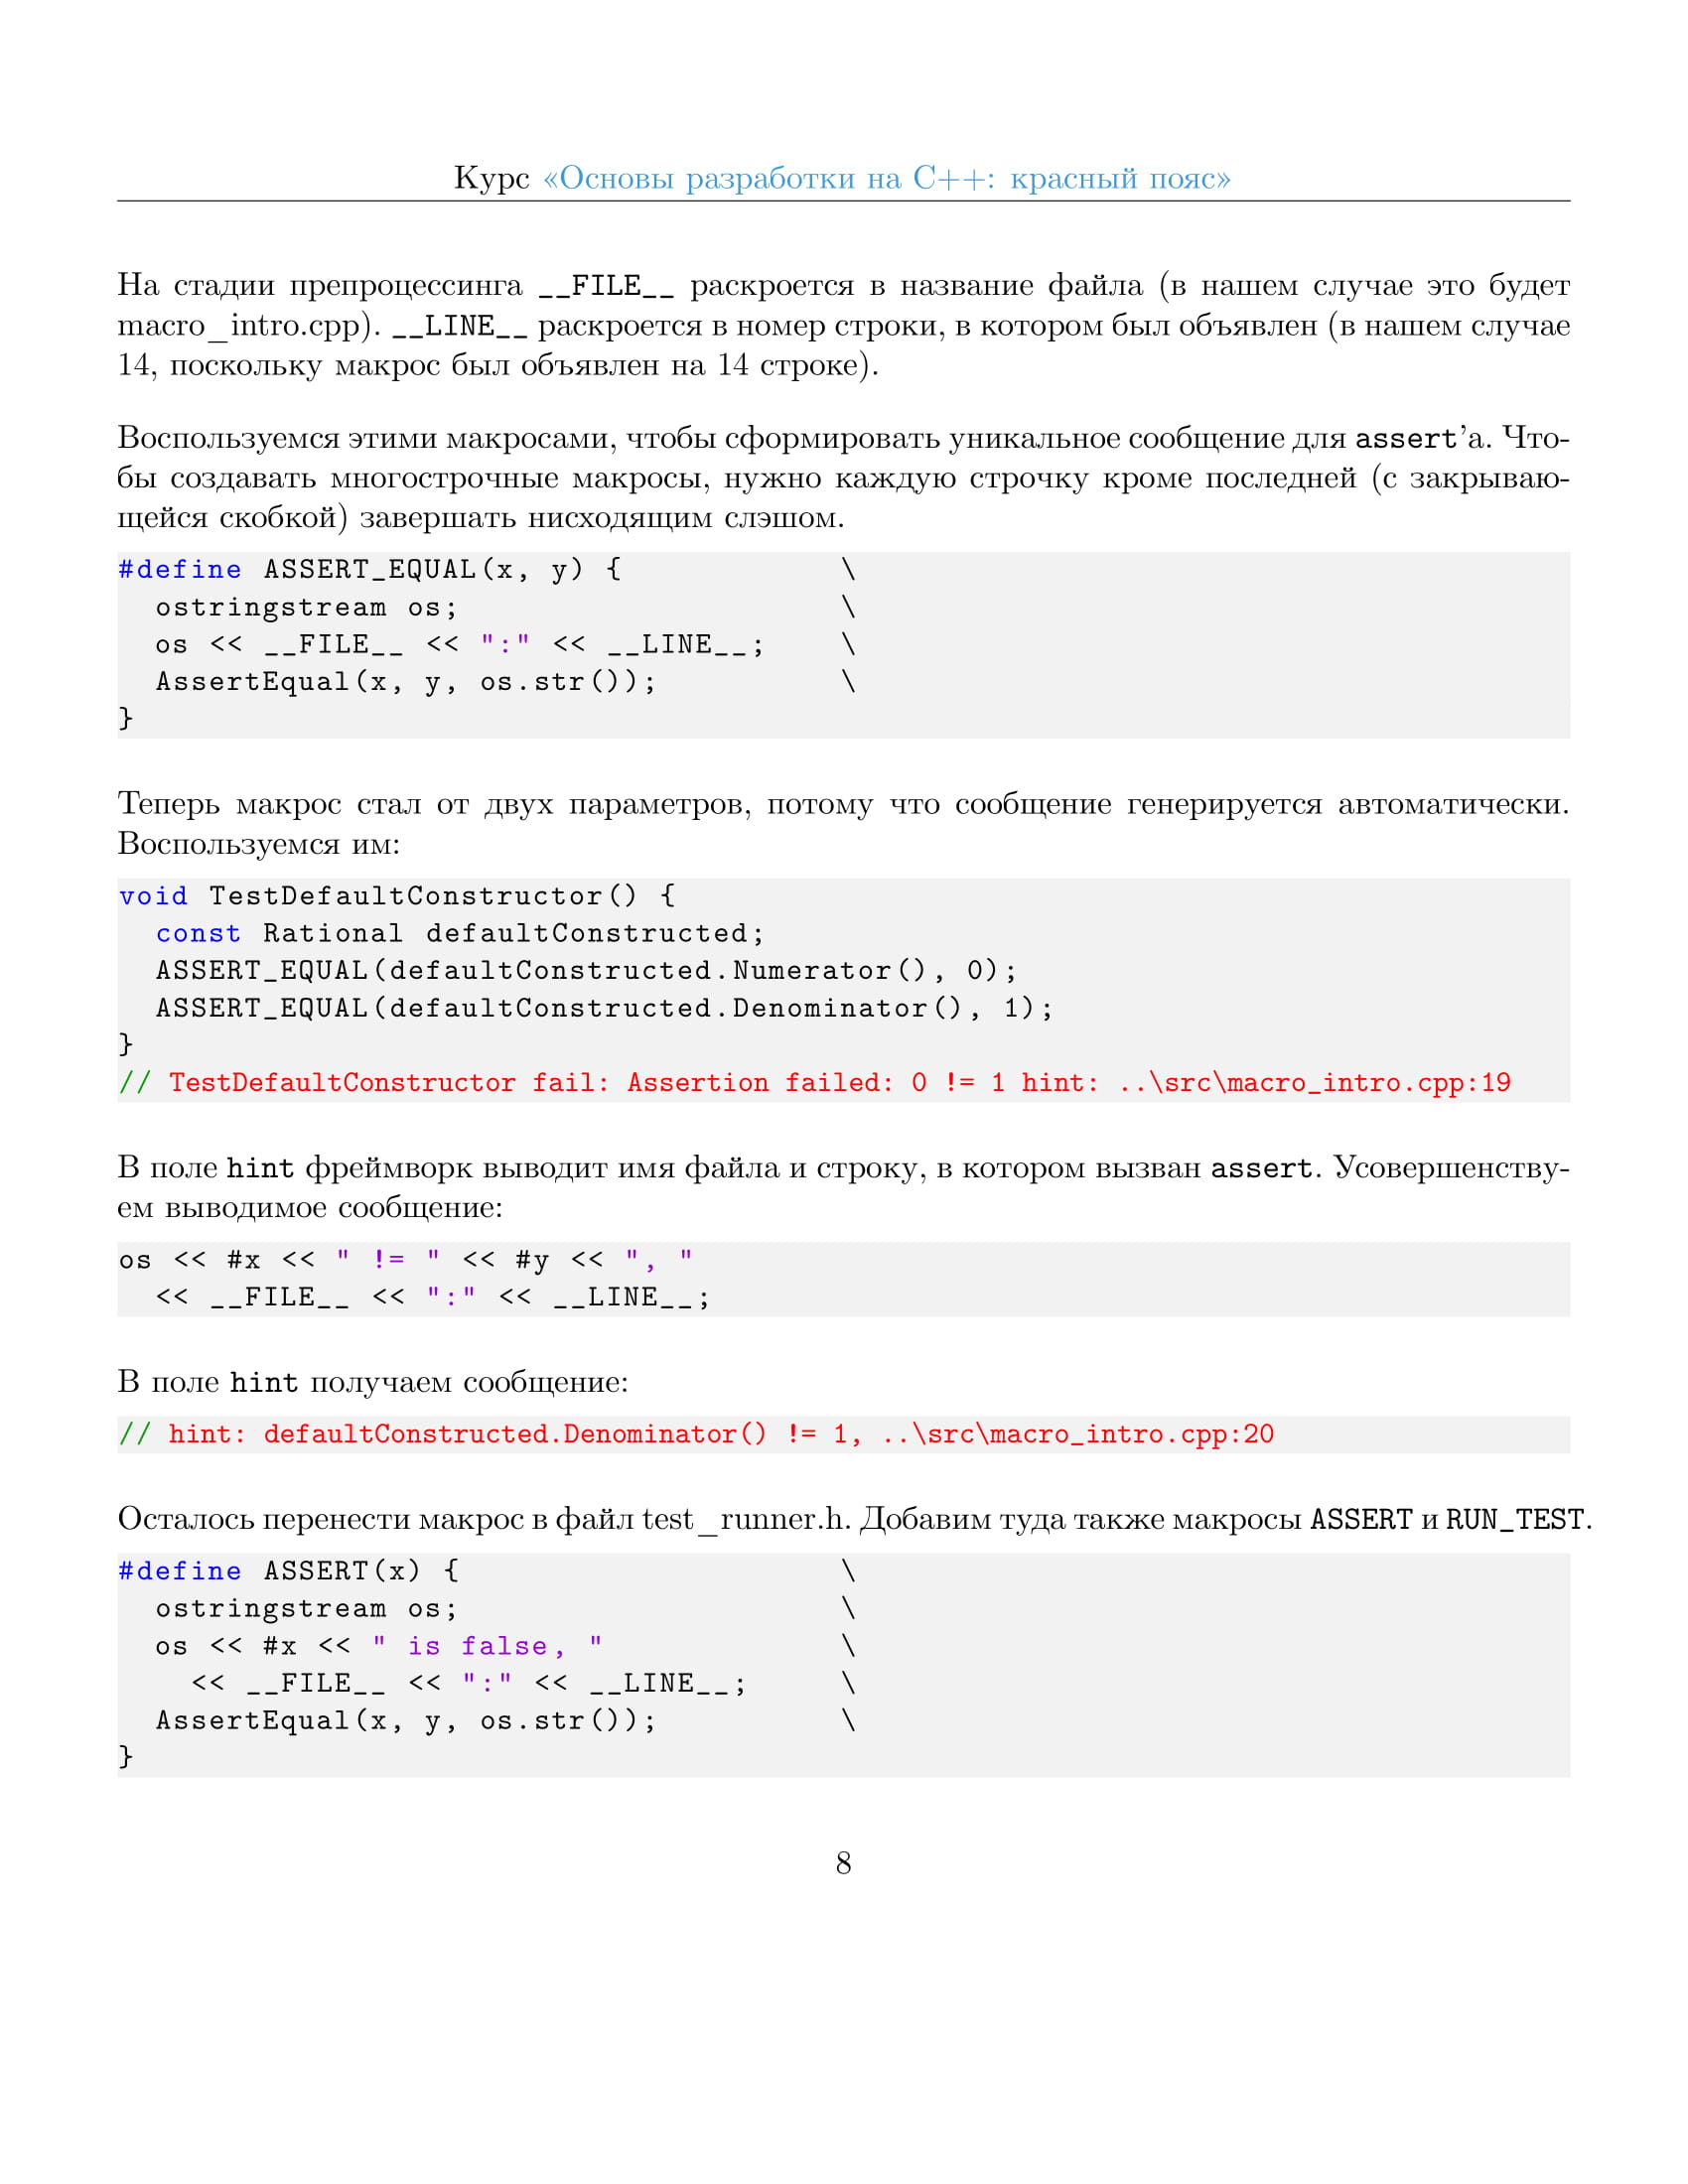 Курс «Основы разработки на C++: красный пояс»
На стадии препроцессинга __FILE__ раскроется в название файла (в нашем случае это будет
macro_intro.cpp). __LINE__ раскроется в номер строки, в котором был объявлен (в нашем случае
14, поскольку макрос был объявлен на 14 строке).
Воспользуемся этими макросами, чтобы сформировать уникальное сообщение для assert’а. Что-
бы создавать многострочные макросы, нужно каждую строчку кроме последней (с закрываю-
щейся скобкой) завершать нисходящим слэшом.
#define ASSERT_EQUAL(x, y) {            \
  ostringstream os;                     \
  os << __FILE__ << ":" << __LINE__;    \
  AssertEqual(x, y, os.str());          \
}
Теперь макрос стал от двух параметров, потому что сообщение генерируется автоматически.
Воспользуемся им:
void TestDefaultConstructor() {
  const Rational defaultConstructed;
  ASSERT_EQUAL(defaultConstructed.Numerator(), 0);
  ASSERT_EQUAL(defaultConstructed.Denominator(), 1);
}
// TestDefaultConstructor fail: Assertion failed: 0 != 1 hint: ..\src\macro_intro.cpp:19
В поле hint фреймворк выводит имя файла и строку, в котором вызван assert. Усовершенству-
ем выводимое сообщение:
os << #x << " != " << #y << ", "
  << __FILE__ << ":" << __LINE__;
В поле hint получаем сообщение:
// hint: defaultConstructed.Denominator() != 1, ..\src\macro_intro.cpp:20
Осталось перенести макрос в файл test_runner.h. Добавим туда также макросы ASSERT и RUN_TEST.
#define ASSERT(x) {                     \
  ostringstream os;                     \
  os << #x << " is false, "             \
    << __FILE__ << ":" << __LINE__;     \
  AssertEqual(x, y, os.str());          \
}
8